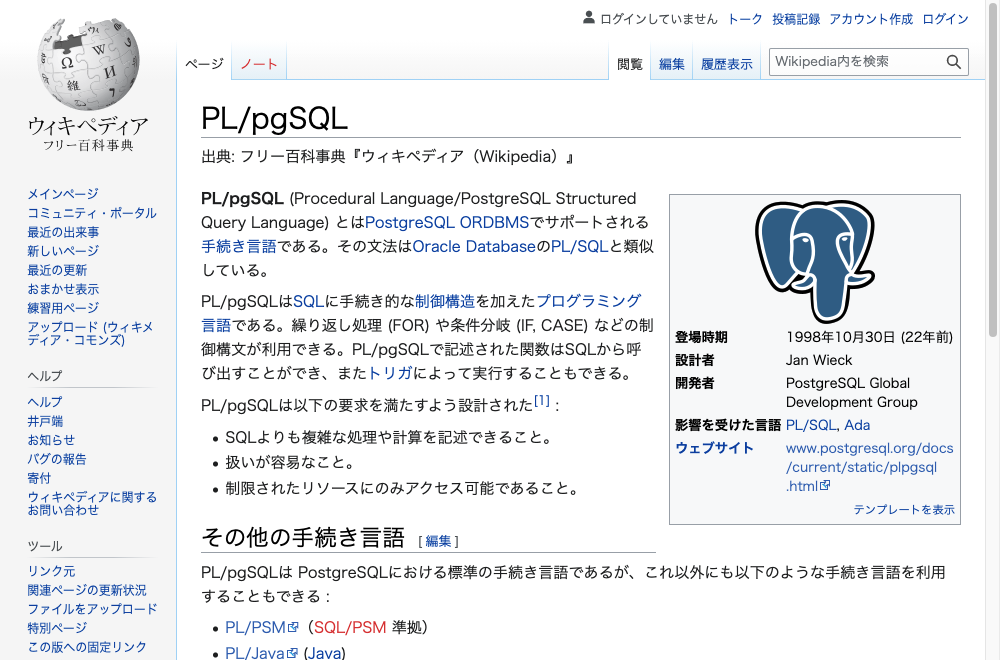 ログインしていません トーク 投稿記録 アカウント作成 ログイン
ページ ノート 閲覧 編集 履歴表示 Wikipedia内を検索
ウィキペディア
フリー百科事典
メインページ
コミュニティ・ポータル
最近の出来事
新しいページ
最近の更新
おまかせ表示
練習用ページ
アップロード (ウィキメ
ディア・コモンズ)
ヘルプ
ヘルプ
井戸端
お知らせ
バグの報告
寄付
ウィキペディアに関する
お問い合わせ
ツール
リンク元
関連ページの更新状況
ファイルをアップロード
特別ページ
この版への固定リンク
PL/pgSQL
出典: フリー百科事典『ウィキペディア（Wikipedia）』
PL/pgSQL (Procedural Language/PostgreSQL Structured
Query Language) とはPostgreSQL ORDBMSでサポートされる
手続き言語である。その文法はOracle DatabaseのPL/SQLと類似
している。
PL/pgSQLはSQLに手続き的な制御構造を加えたプログラミング
言語である。繰り返し処理 (FOR) や条件分岐 (IF, CASE) などの制
御構文が利用できる。PL/pgSQLで記述された関数はSQLから呼
び出すことができ、またトリガによって実行することもできる。
PL/pgSQLは以下の要求を満たすよう設計された[1]：
• SQLよりも複雑な処理や計算を記述できること。
• 扱いが容易なこと。
• 制限されたリソースにのみアクセス可能であること。
登場時期 1998年10月30日 (22年前)
設計者 Jan Wieck
開発者 PostgreSQL Global
Development Group
影響を受けた言語 PL/SQL, Ada
ウェブサイト www.postgresql.org/docs
/current/static/plpgsql
.html
テンプレートを表示
その他の手続き言語 [編集]
PL/pgSQLは PostgreSQLにおける標準の手続き言語であるが、これ以外にも以下のような手続き言語を利用
することもできる：
• PL/PSM（SQL/PSM 準拠）
• PL/Java (Java)